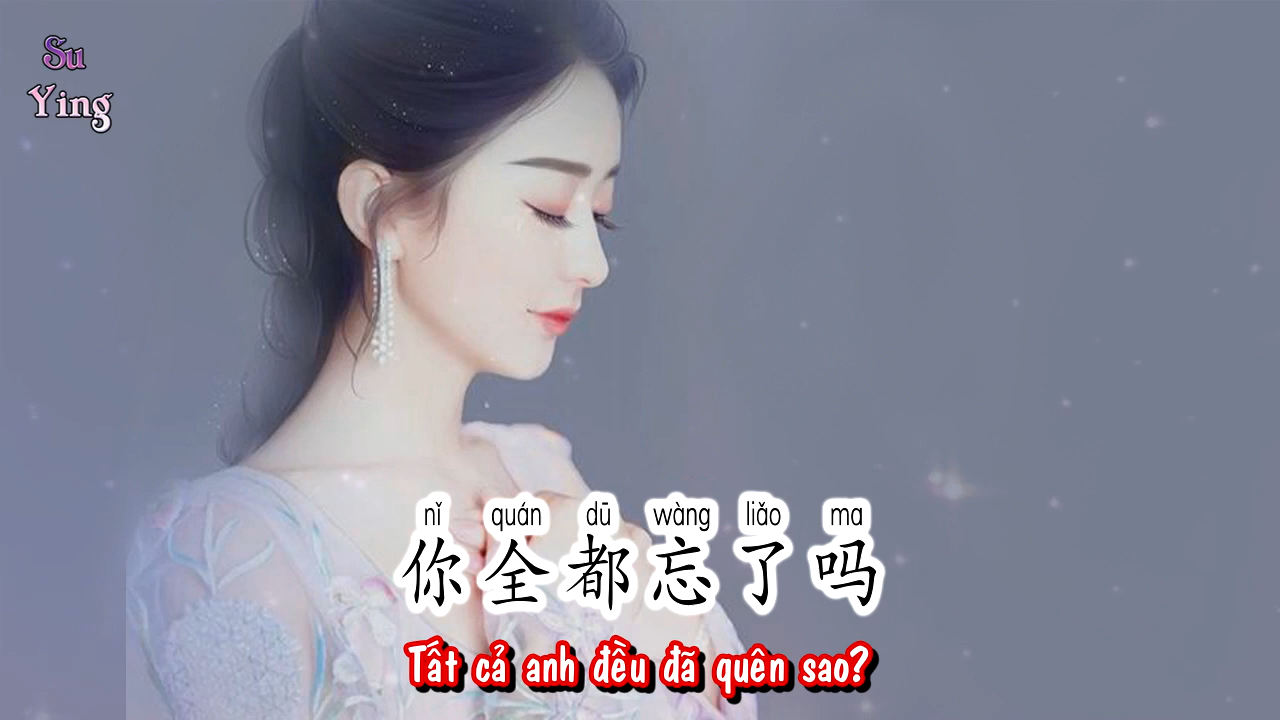 Su
Ying
nǐ quán dū wàng liǎo ma
你全都忘了吗
Tất cả anh đều đã quên sao?